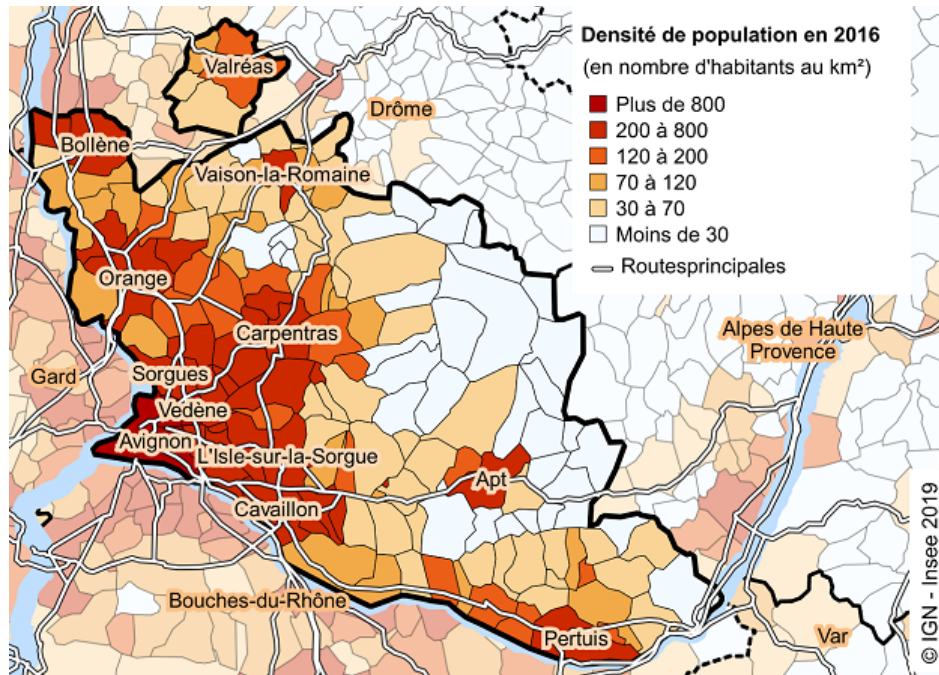 Densité de population en 2016
(en nombre d'habitants au km²)
Plus de 800
200 à 800
120 à 200
70 à 120
30 à 70
Moins de 30
Routesprincipales
Valréas
Drôme
Bollène
Vaison-la-Romaine
Orange
Carpentras
Alpes de Haute
Provence
Gard
Sorgues
Vedène
Avignon
L'Isle-sur-la-Sorgue
Apt
Cavaillon
Bouches-du-Rhône
Pertuis
Var
© IGN - Insee 2019